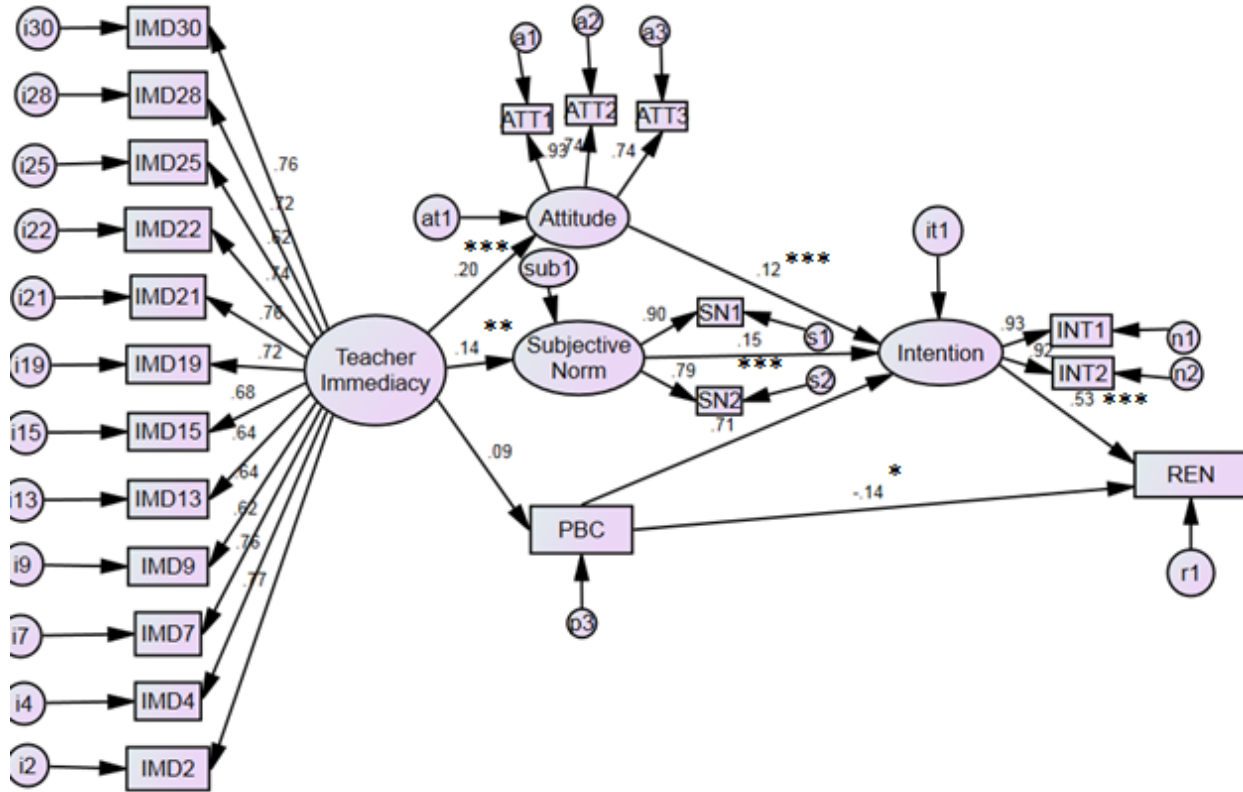 i30
IMD30
i28
IMD28
i25
IMD25
i22
IMD22
i21
IMD21
i19
IMD19
i15
IMD15
i13
IMD13
i9
IMD9
i7
IMD7
i4
IMD4
i2
IMD2
.76
.72
.62
.74
.76
.72
.68
.64
.64
.62
.76
.77
Teacher
Immediacy
a1
a2
a3
ATT1
ATT2
ATT3
.93
.74
.74
at1
Attitude
.20
***
sub1
.14
**
Subjective
Norm
.09
.12
***
.90
SN1
s1
.15
***
.79
SN2
s2
.71
PBC
p3
-.14
*
it1
Intention
.93
INT1
n1
.92
INT2
n2
.53
***
REN
r1